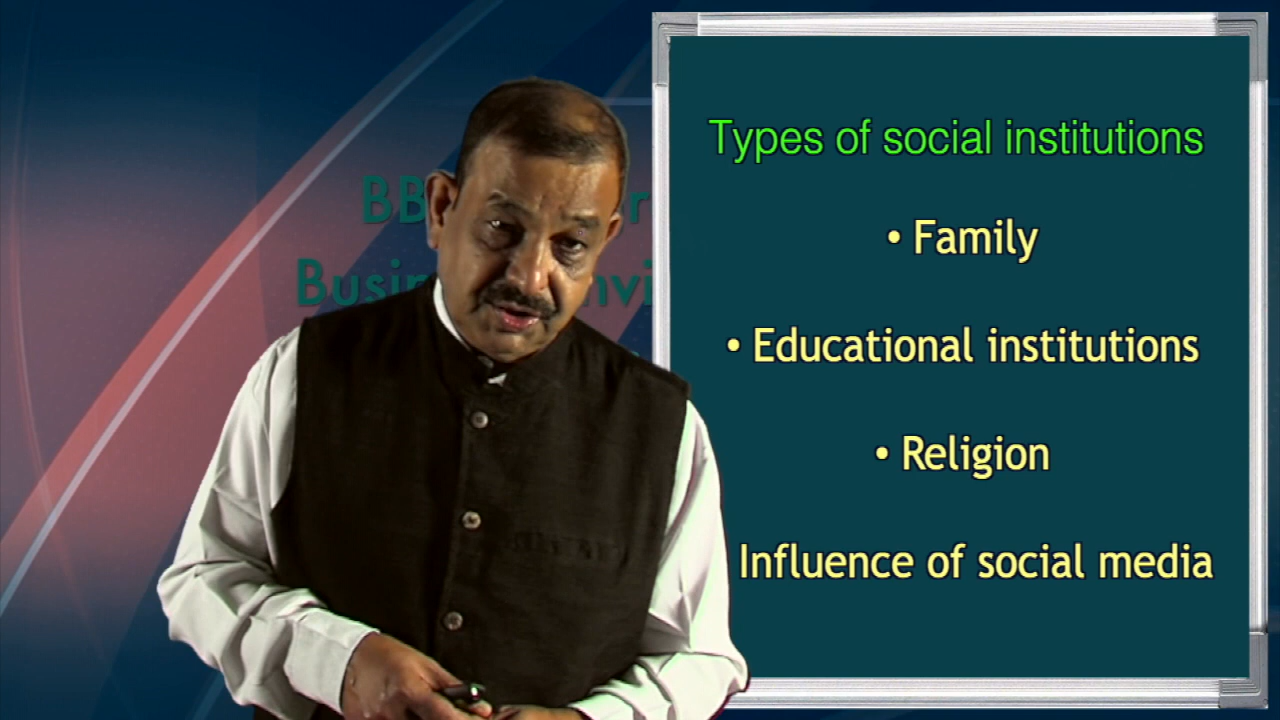 Types of social institutions
• Family
• Educational institutions
• Religion
Influence of social media